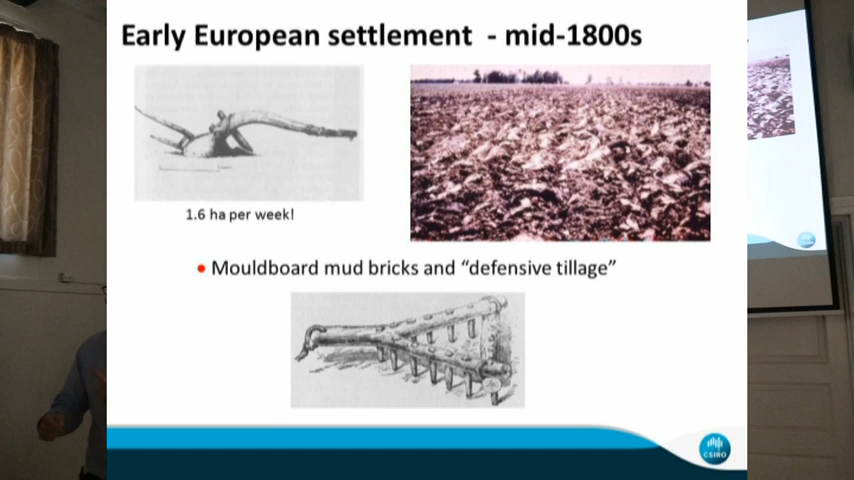 Early European settlement - mid-1800s
1.6 ha per week!
Mouldboard mud bricks and “defensive tillage”
CSIRO